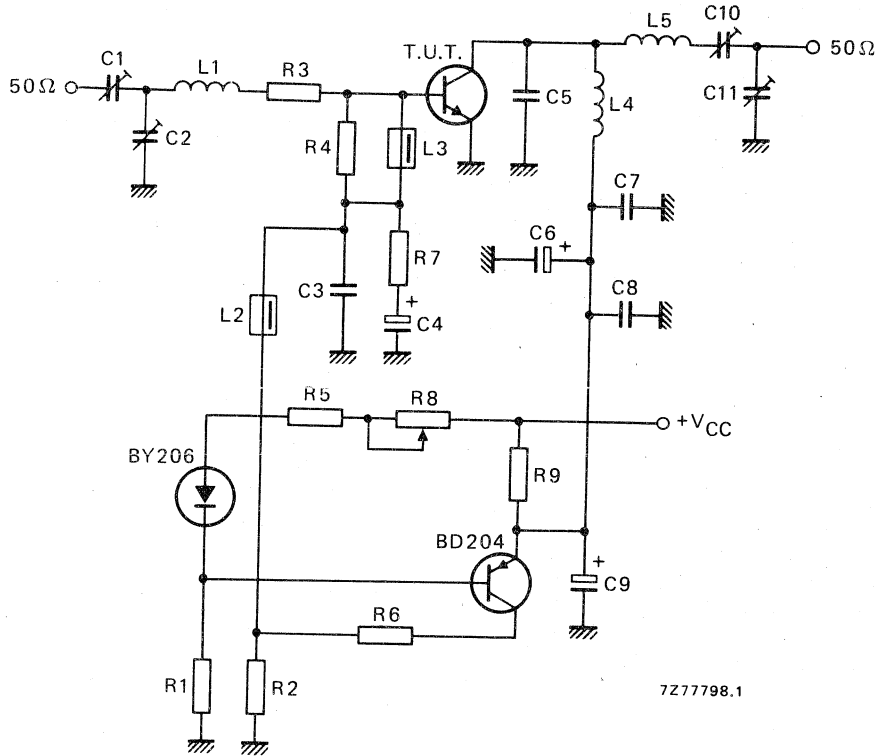 C10
L5
T.U.T.
50Ω
C1
L1
R3
50Ω
C5
L4
C11
C2
R4
L3
C7
C6
+
R7
C3
L2
+
C4
C8
R5
R8
+VCC
BY206
R9
BD204
+
C9
R6
R1
R2
7Z77798.1